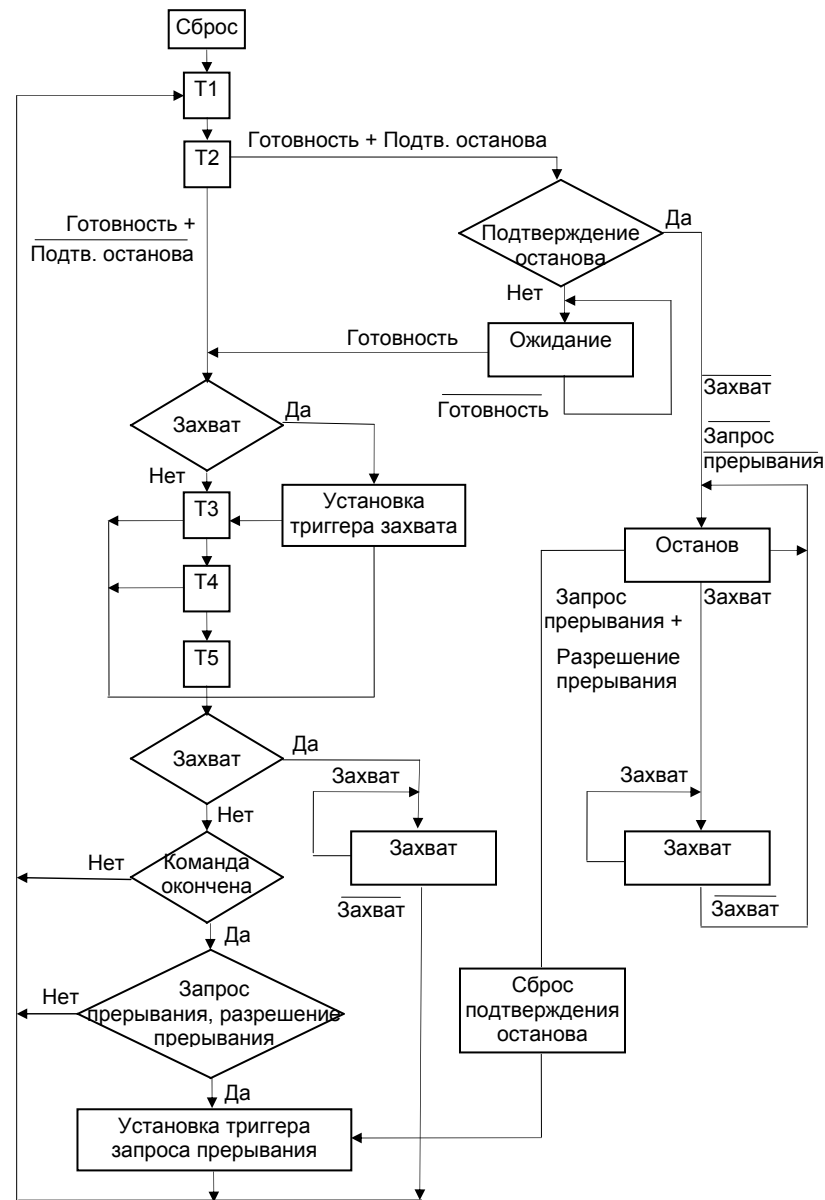 Сброс
T1
T2
Готовность + Подтв. останова
Готовность +
Подтв. останова
Подтверждение
останова
Да
Нет
Ожидание
Готовность
Готовность
Захват
Запрос
прерывания
Захват
Да
Нет
T3
Установка
триггера захвата
Останов
T4
Запрос
прерывания +
Разрешение
прерывания
Захват
T5
Захват
Да
Нет
Захват
Захват
Захват
Захват
Захват
Захват
Команда
окончена
Нет
Да
Запрос
прерывания, разрешение
прерывания
Нет
Да
Сброс
подтверждения
останова
Установка триггера
запроса прерывания